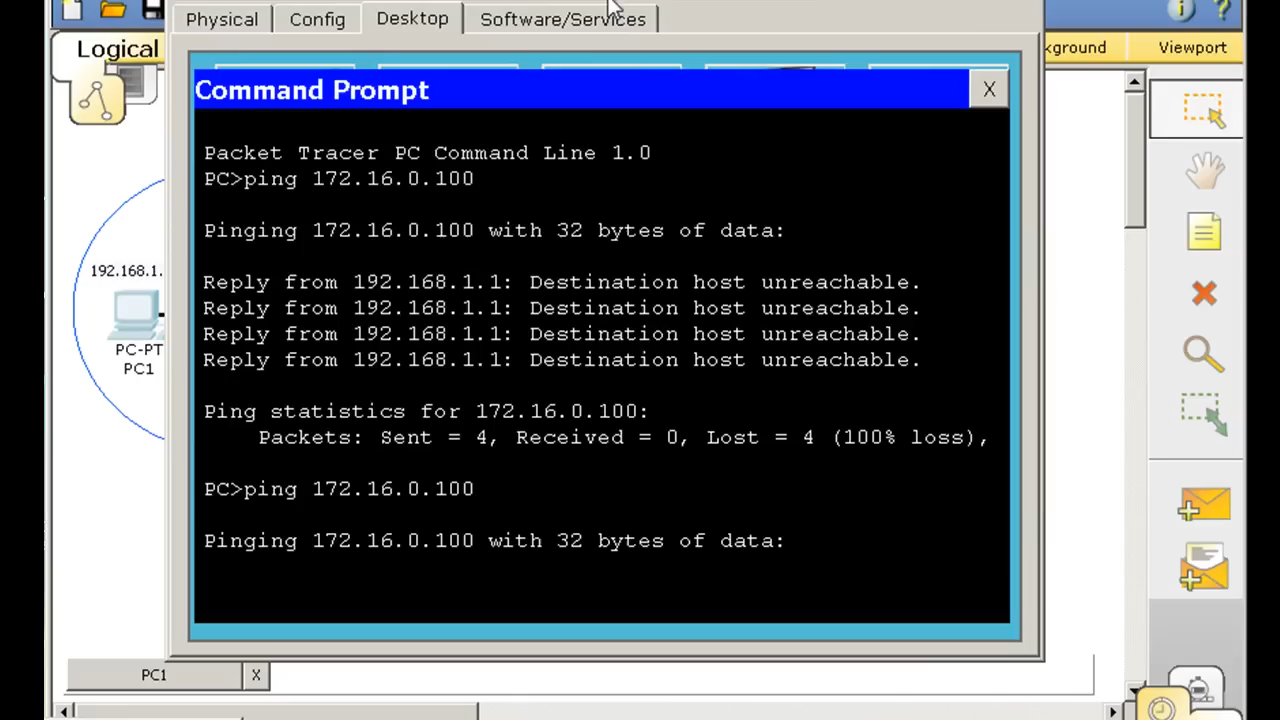 Physical Config Desktop Software/Services
Logical
kground Viewport
Command Prompt X
Packet Tracer PC Command Line 1.0
PC>ping 172.16.0.100
Pinging 172.16.0.100 with 32 bytes of data:
Reply from 192.168.1.1: Destination host unreachable.
Reply from 192.168.1.1: Destination host unreachable.
Reply from 192.168.1.1: Destination host unreachable.
Reply from 192.168.1.1: Destination host unreachable.
Ping statistics for 172.16.0.100:
Packets: Sent = 4, Received = 0, Lost = 4 (100% loss),
PC>ping 172.16.0.100
Pinging 172.16.0.100 with 32 bytes of data:
192.168.1.
PC-PT
PC1
PC1 X